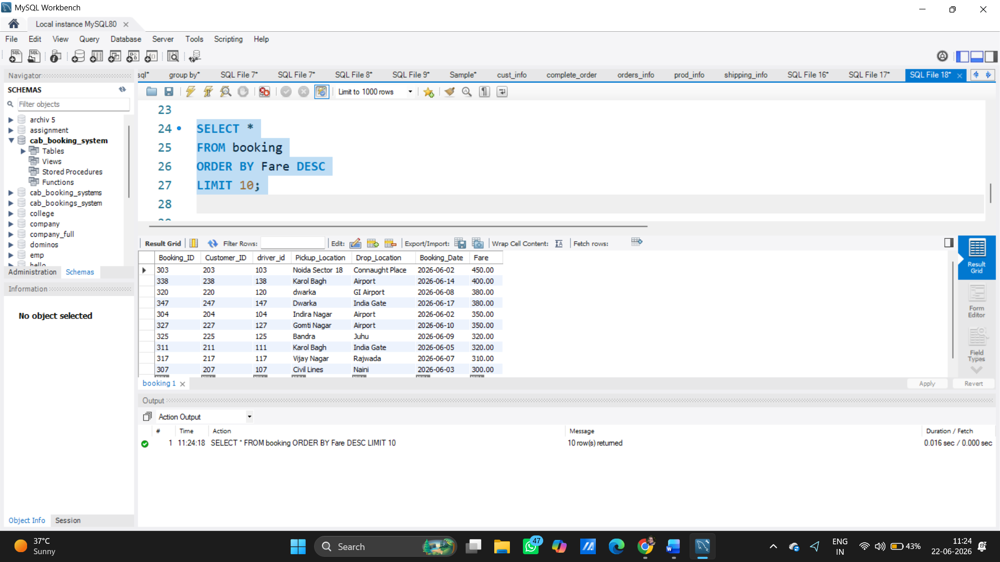 MySQL Workbench
Local instance MySQL80
File Edit View Query Database Server Tools Scripting Help
Navigator
sql* group by* SQL File 7* SQL File 7* SQL File 8* SQL File 9* Sample* cust_info complete_order orders_info prod_info shipping_info SQL File 16* SQL File 17* SQL File 18*
SCHEMAS
Limit to 1000 rows
Filter objects
archiv 5
assignment
cab_booking_system
Tables
Views
Stored Procedures
Functions
cab_booking_systems
cab_bookings_system
college
company
company_full
dominos
emp
hello
Administration Schemas
Information
No object selected
Object Info Session
23
24 SELECT *
25 FROM booking
26 ORDER BY Fare DESC
27 LIMIT 10;
28
Result Grid Filter Rows: Edit: Export/Import: Wrap Cell Content: Fetch rows:
Booking_ID Customer_ID driver_id Pickup_Location Drop_Location Booking_Date Fare
303 203 103 Noida Sector 18 Connaught Place 2026-06-02 450.00
338 238 138 Karol Bagh Airport 2026-06-14 400.00
320 220 120 dwarka GI Airport 2026-06-08 380.00
347 247 147 Dwarka India Gate 2026-06-17 380.00
304 204 104 Indira Nagar Airport 2026-06-02 350.00
327 227 127 Gomti Nagar Airport 2026-06-10 350.00
325 225 125 Bandra Juhu 2026-06-09 320.00
311 211 111 Karol Bagh India Gate 2026-06-05 320.00
317 217 117 Vijay Nagar Rajwada 2026-06-07 310.00
307 207 107 Civil Lines Naini 2026-06-03 300.00
Result
Grid
Form
Editor
Field
Types
booking 1
Apply Revert
Output
Action Output
# Time Action Message Duration / Fetch
1 11:24:18 SELECT * FROM booking ORDER BY Fare DESC LIMIT 10 10 row(s) returned 0.016 sec / 0.000 sec
37°C
Sunny
Search
47
ENG
IN
43%
11:24
22-06-2026